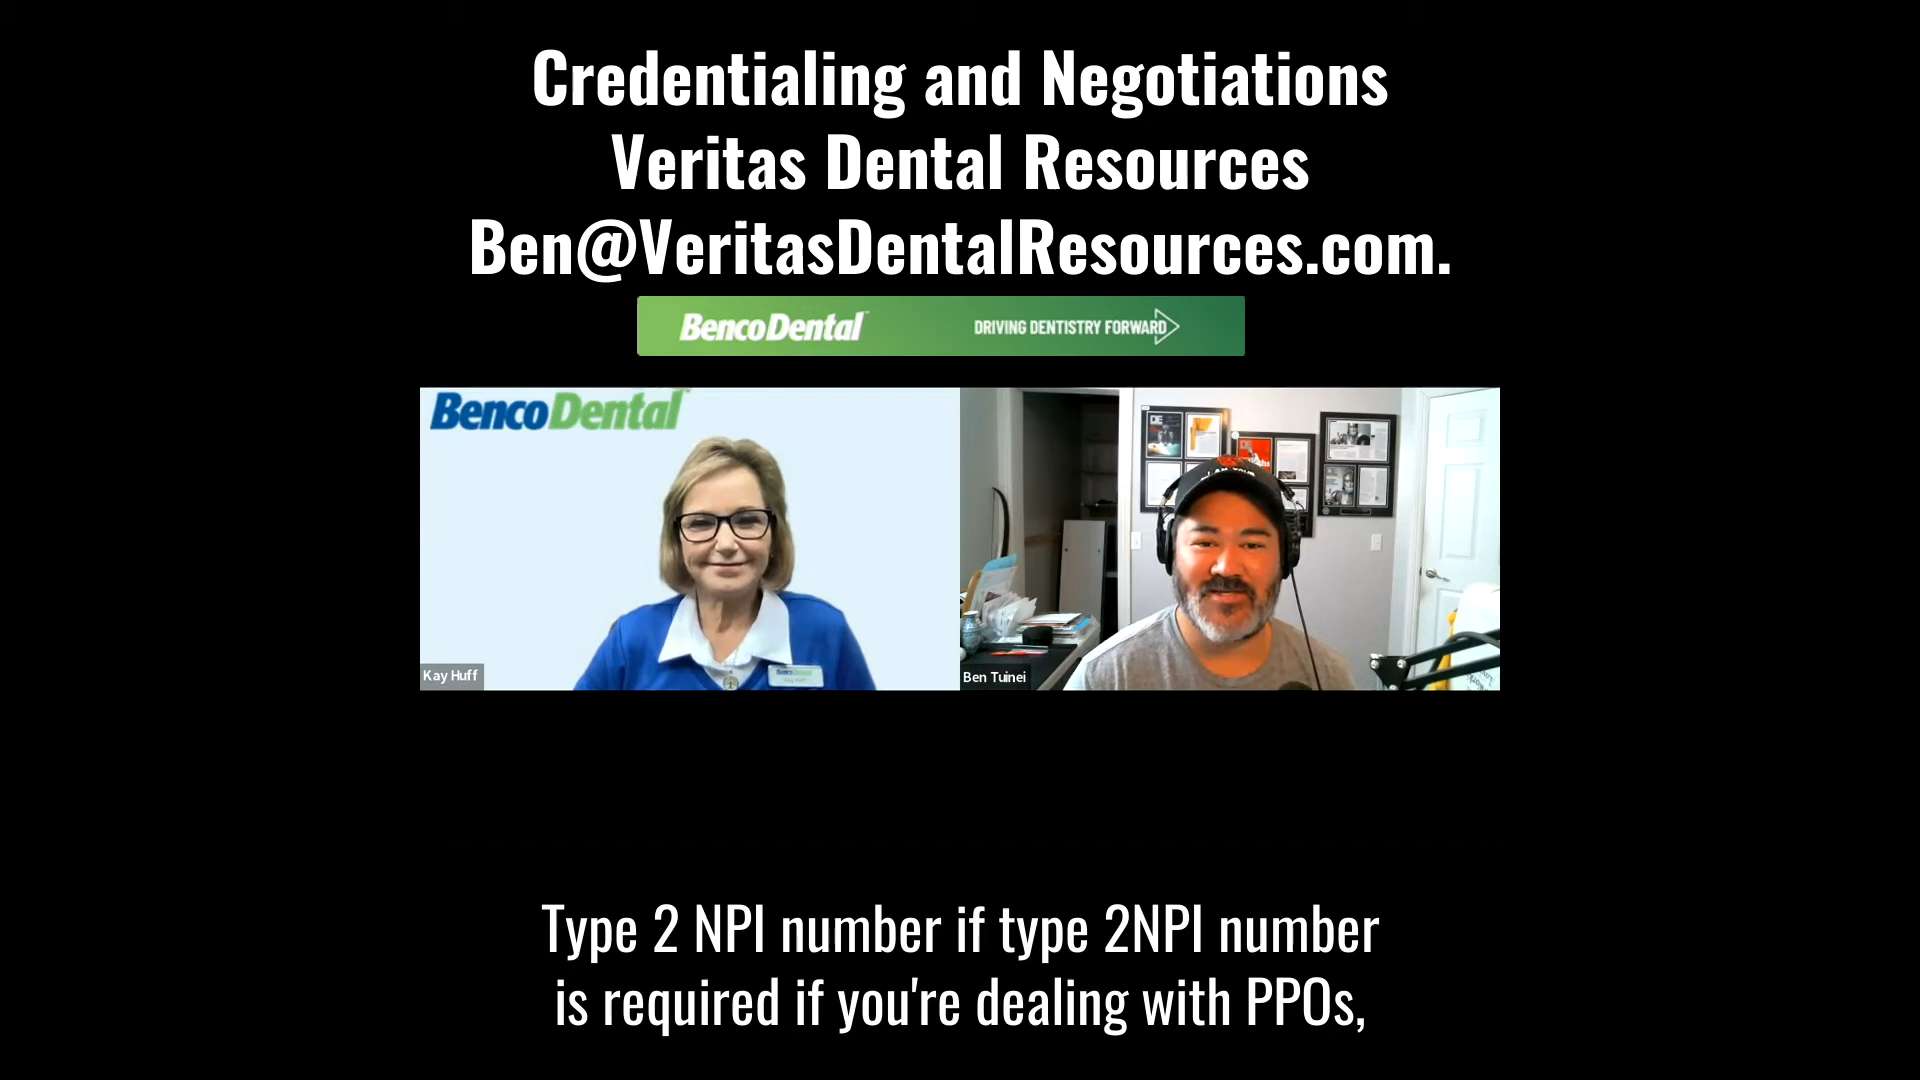 Credentialing and Negotiations
Veritas Dental Resources
Ben@VeritasDentalResources.com.
BencoDental
DRIVING DENTISTRY FORWARD
BencoDental
Kay Huff
Ben Tuinei
Type 2 NPI number if type 2NPI number
is required if you're dealing with PPOs,